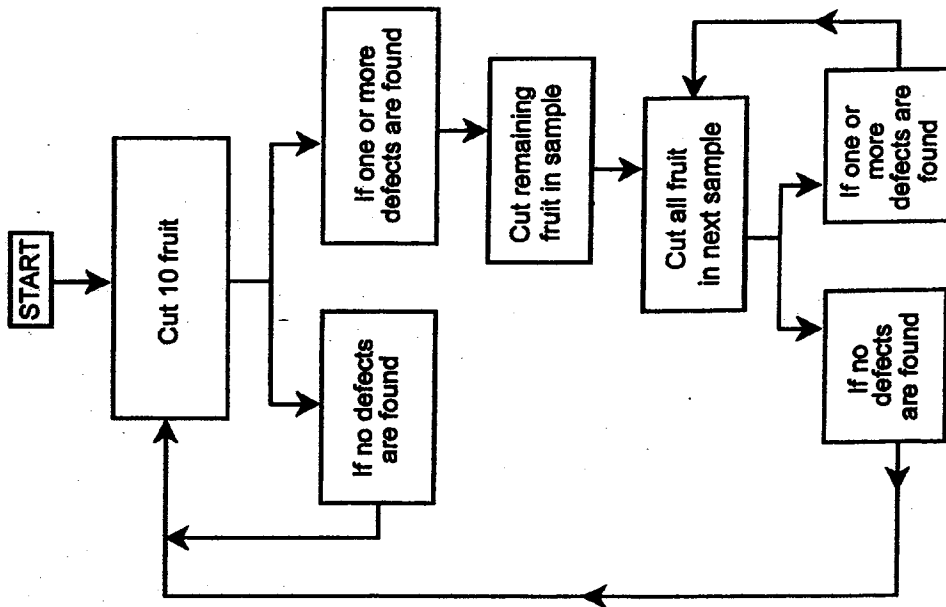 START
Cut 10 fruit
If no defects
are found
If one or more
defects are found
Cut remaining
fruit in sample
Cut all fruit
in next sample
If no
defects
are found
If one or
more
defects are
found